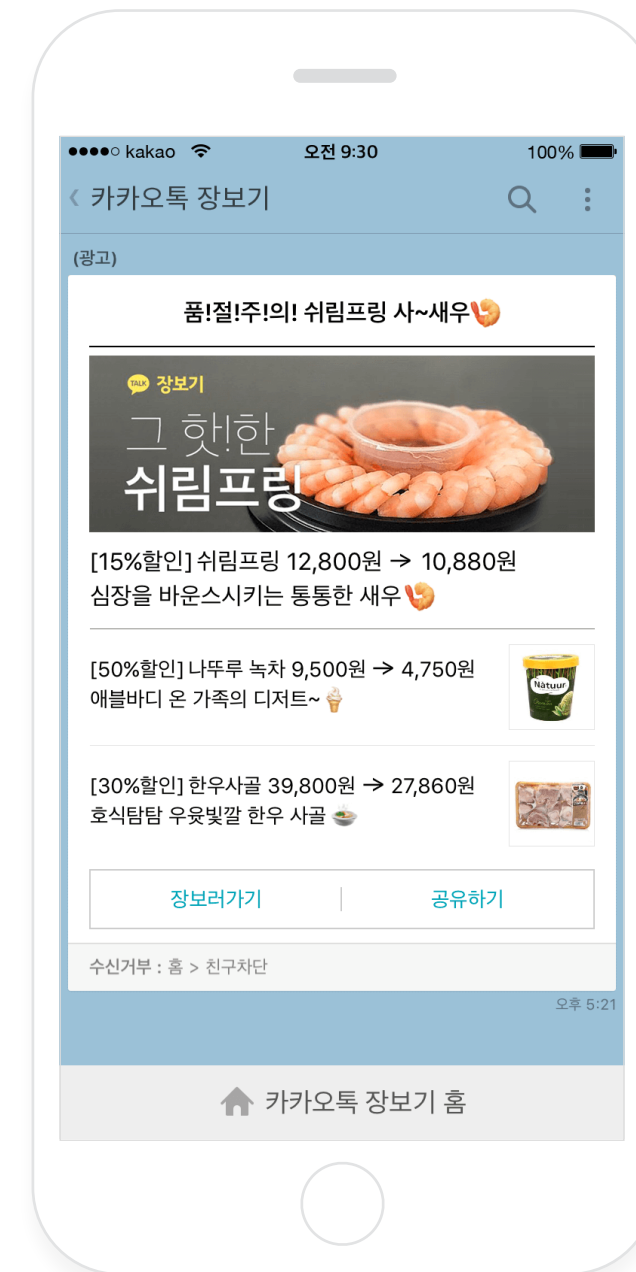 kakao 오전 9:30 100%
카카오톡 장보기
(광고)
품!절!주!의! 쉬림프링 사~새우🍤
TALK 장보기
그 핫!한
쉬림프링
[15%할인] 쉬림프링 12,800원 → 10,880원
심장을 바운스시키는 통통한 새우🍤
[50%할인] 나뚜루 녹차 9,500원 → 4,750원
Natuur
애블바디 온 가족의 디저트~🍦
[30%할인] 한우사골 39,800원 → 27,860원
호식탐탐 우윳빛깔 한우 사골 🍲
장보러가기 | 공유하기
수신거부 : 홈 > 친구차단
오후 5:21
카카오톡 장보기 홈